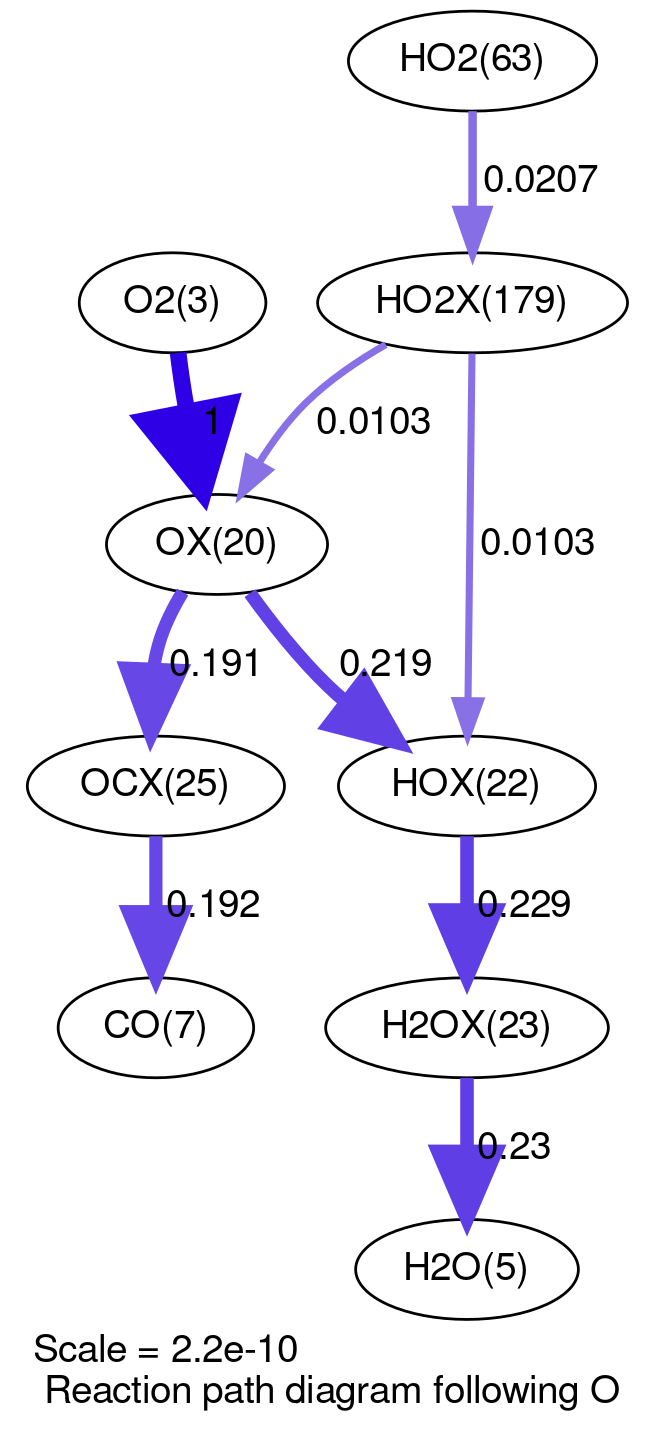 HO2(63)
0.0207
O2(3)
HO2X(179)
1
0.0103
OX(20)
0.0103
0.191
0.219
OCX(25)
HOX(22)
0.192
0.229
CO(7)
H2OX(23)
0.23
H2O(5)
Scale = 2.2e-10
Reaction path diagram following O